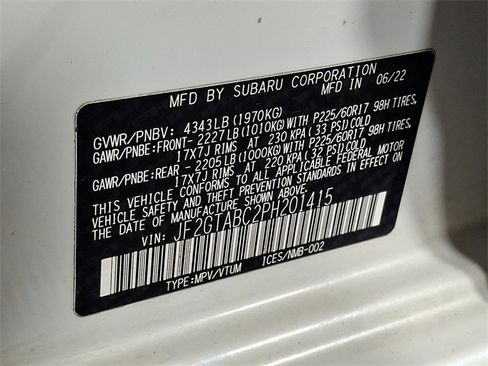 MFD BY SUBARU CORPORATION
MFD IN 06/22
GVWR/PNBV: 4343LB(1970KG)
GAWR/PNBE:FRONT- 2227LB(1010KG)WITH P225/60R17 98H TIRES,
17X7J RIMS AT 230 KPA(33 PSI)COLD
GAWR/PNBE:REAR - 2205LB(1000KG)WITH P225/60R17 98H TIRES,
17X7J RIMS AT 220 KPA(32 PSI)COLD
THIS VEHICLE CONFORMS TO ALL APPLICABLE FEDERAL MOTOR
VEHICLE SAFETY AND THEFT PREVENTION STANDARDS IN EFFECT ON
THE DATE OF MANUFACTURE SHOWN ABOVE.
VIN: JF2GTABC2PH201415
TYPE:MPV/VTUM ICES/NMB-002